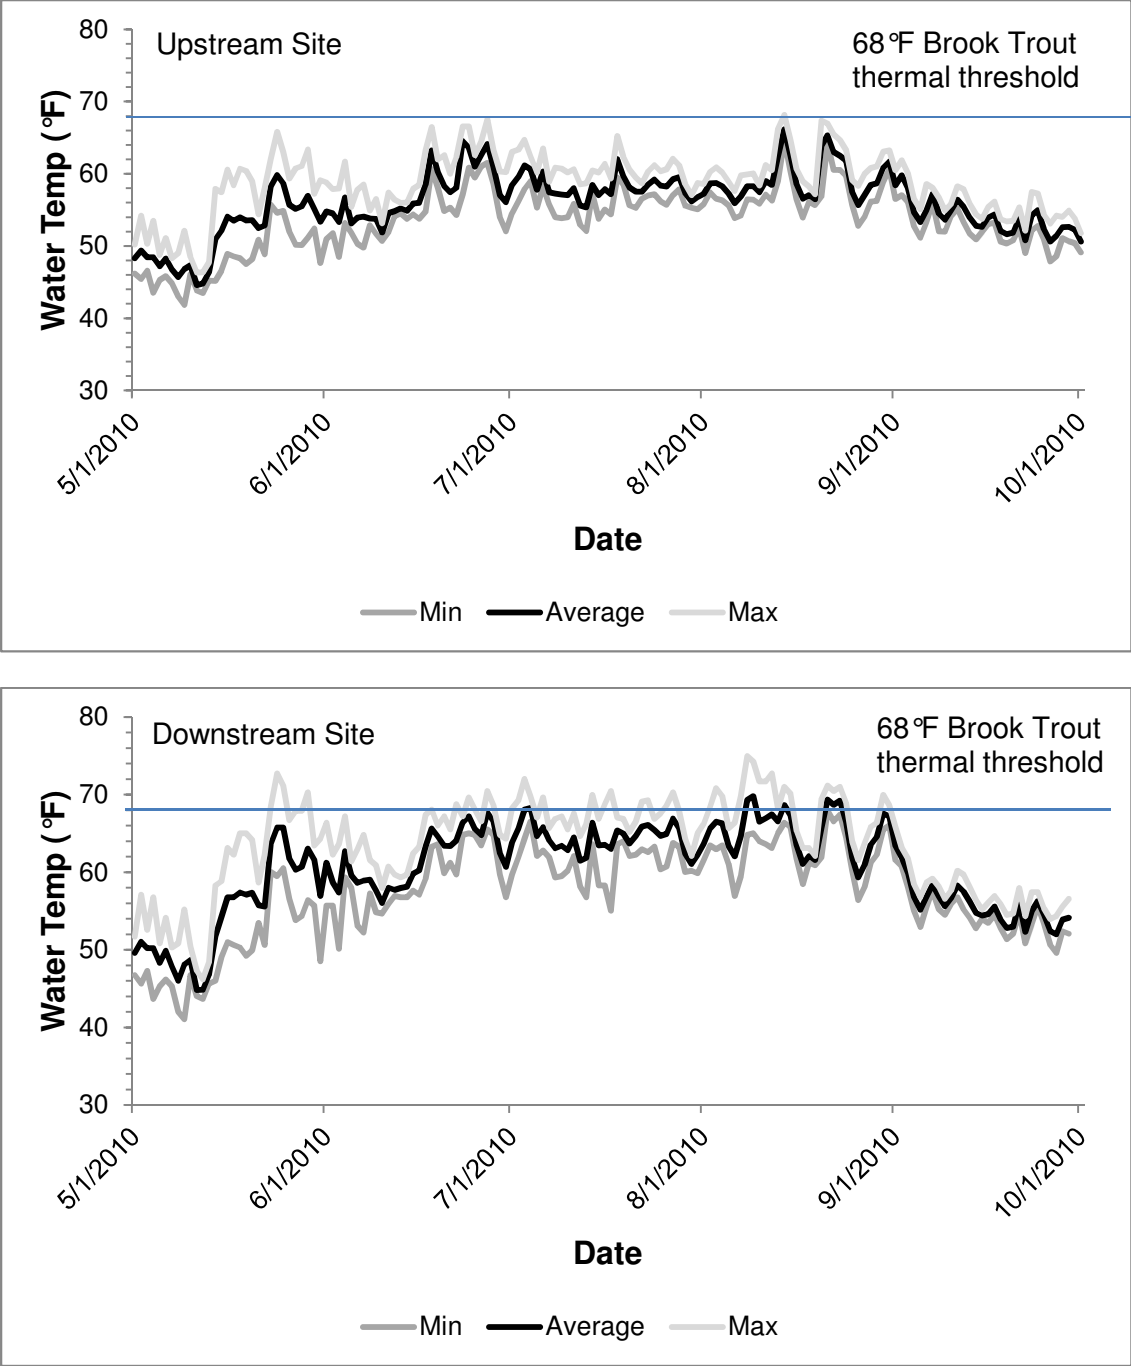 Upstream Site
68°F Brook Trout
thermal threshold
Water Temp (°F)
80
70
60
50
40
30
5/1/2010
6/1/2010
7/1/2010
8/1/2010
9/1/2010
10/1/2010
Date
Min
Average
Max
Downstream Site
68°F Brook Trout
thermal threshold
Water Temp (°F)
80
70
60
50
40
30
5/1/2010
6/1/2010
7/1/2010
8/1/2010
9/1/2010
10/1/2010
Date
Min
Average
Max